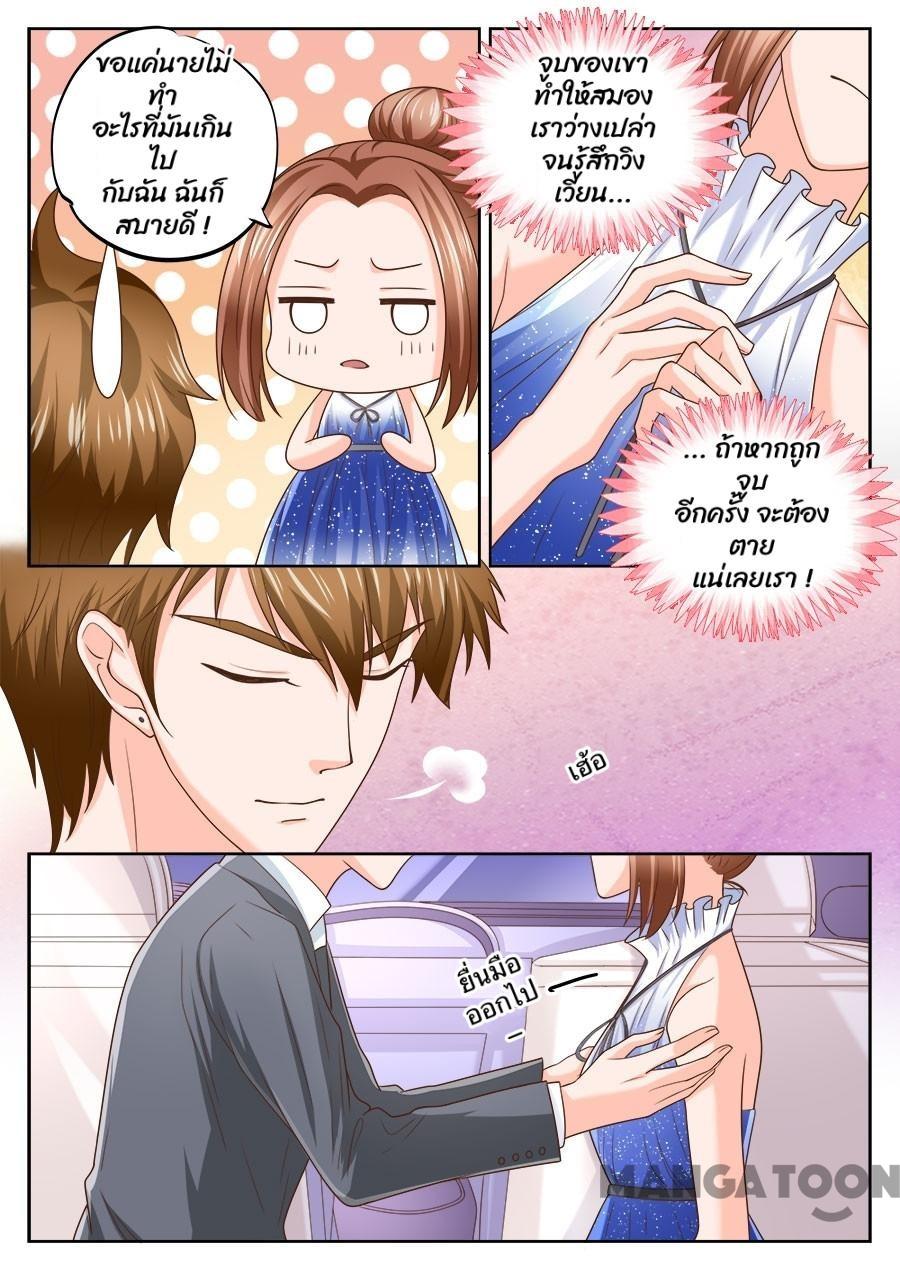 ขอแค่นายไม่
ทำ
อะไรที่มันเกิน
ไป
กับฉัน ฉันก็
สบายดี !
จูบของเขา
ทำให้สมอง
เราว่างเปล่า
จนรู้สึกวิง
เวียน...
... ถ้าหากถูก
จูบ
อีกครั้ง จะต้อง
ตาย
แน่เลยเรา !
เฮ้อ
ยื่นมือ
ออกไป
MANGATOON